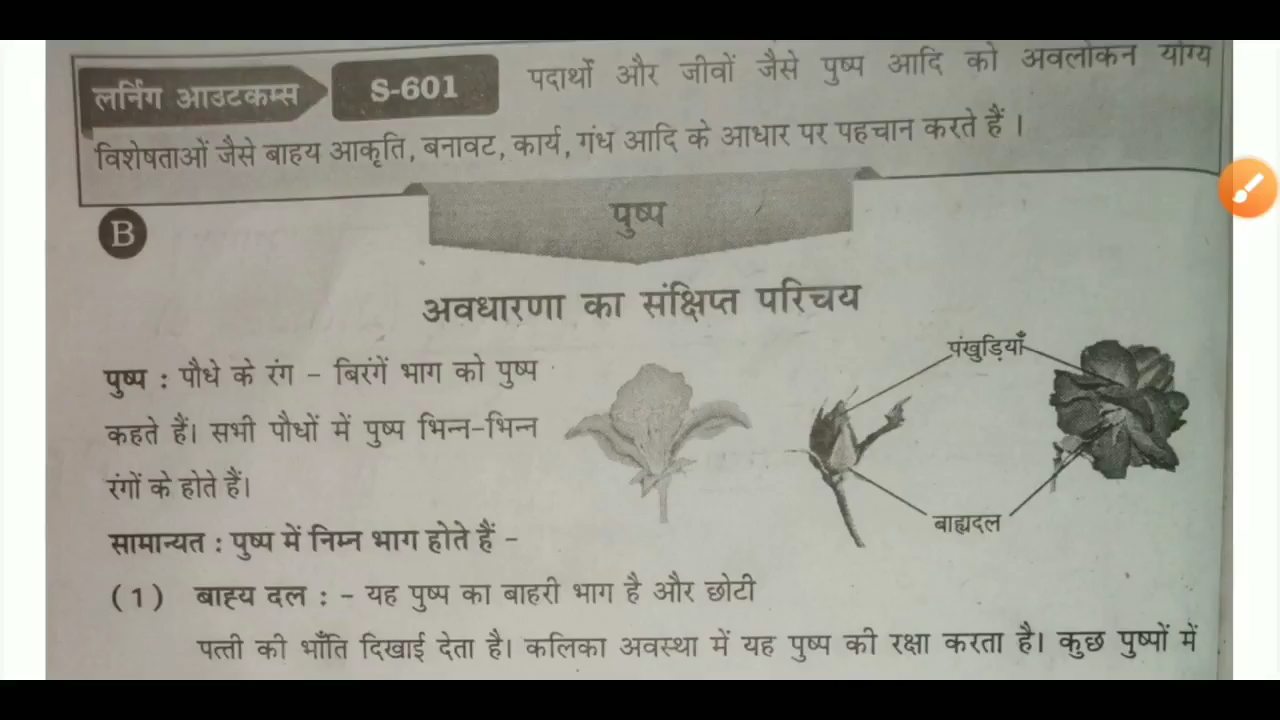 लर्निंग आउटकम्स S-601 पदार्थो और जीवों जैसे पुष्प आदि को अवलोकन योग्य
विशेषताओं जैसे बाहय आकृति, बनावट, कार्य, गंध आदि के आधार पर पहचान करते हैं ।
B
पुष्प
अवधारणा का संक्षिप्त परिचय
पंखुड़ियाँ
पुष्प : पौधे के रंग - बिरंगें भाग को पुष्प
कहते हैं। सभी पौधों में पुष्प भिन्न-भिन्न
रंगों के होते हैं।
बाह्यदल
सामान्यत : पुष्प में निम्न भाग होते हैं -
(1) बाह्य दल : - यह पुष्प का बाहरी भाग है और छोटी
पत्ती की भाँति दिखाई देता है। कलिका अवस्था में यह पुष्प की रक्षा करता है। कुछ पुष्पों में